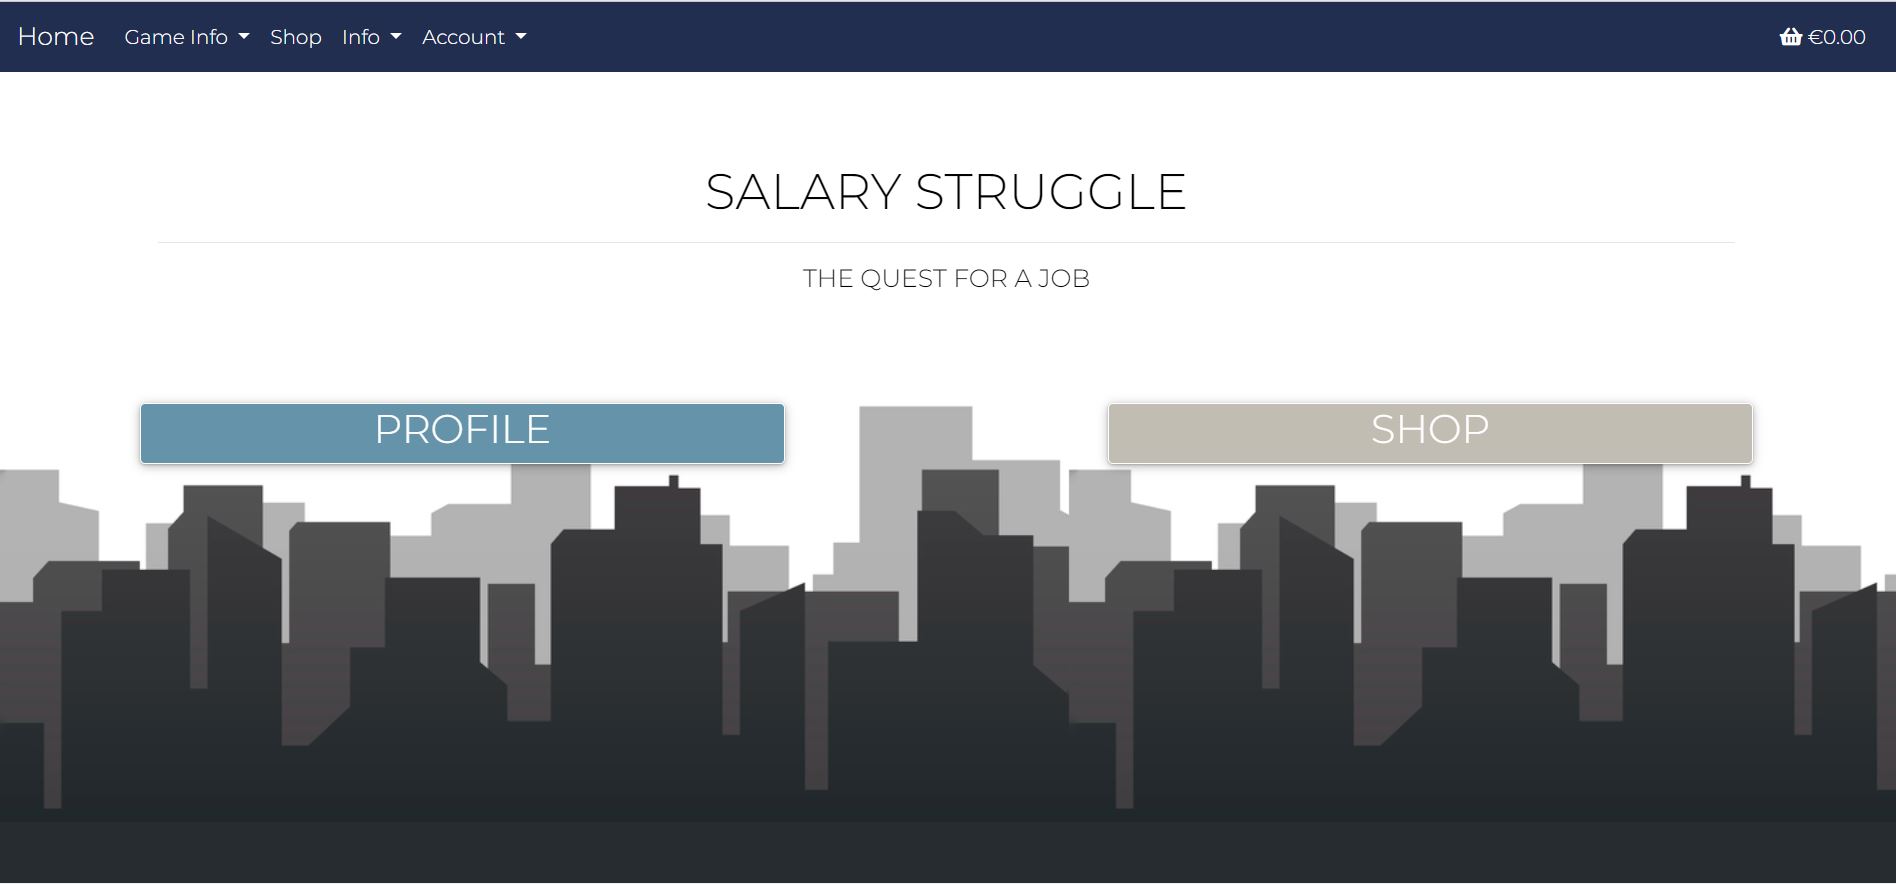 Home Game Info Shop Info Account €0.00
SALARY STRUGGLE
THE QUEST FOR A JOB
PROFILE SHOP